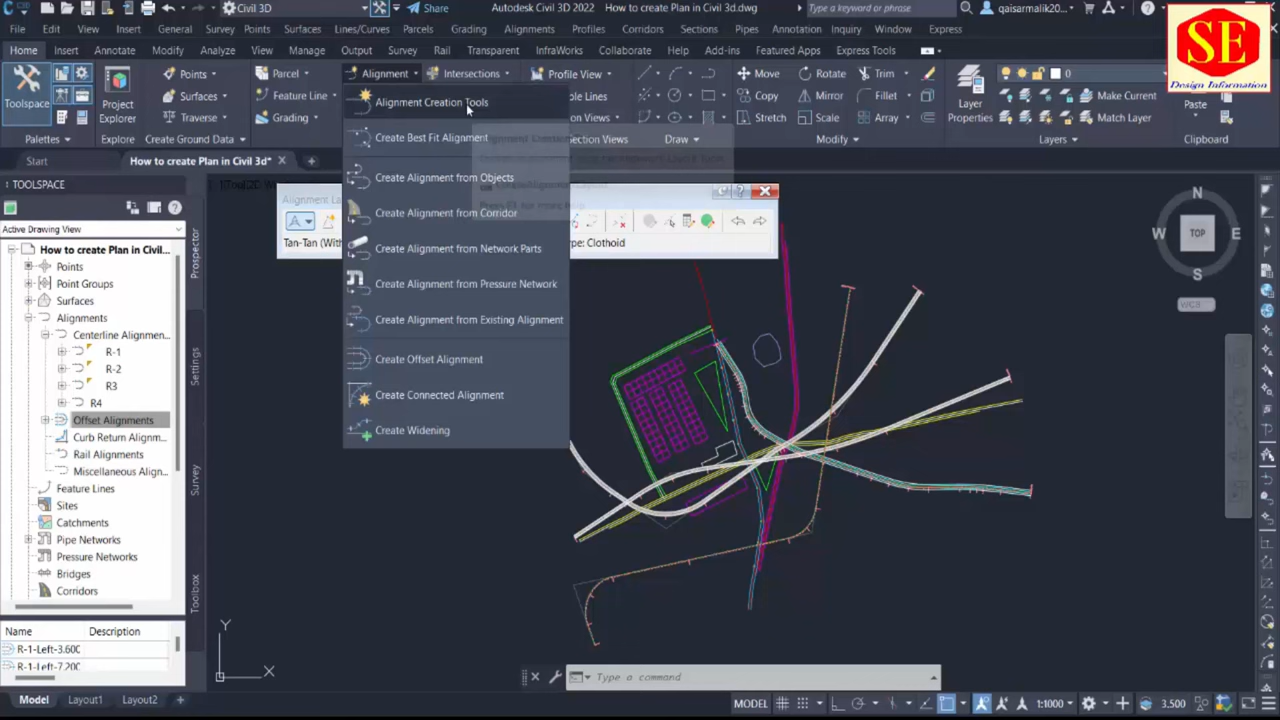 Civil 3D
Share
Autodesk Civil 3D 2022
How to create Plan in Civil 3d.dwg
Type a keyword or phrase
qaisarmalik20...
SE
Design Information
File Edit View Insert General Survey Points Surfaces Lines/Curves Parcels Grading Alignments Profiles Corridors Sections Pipes Annotation Inquiry Window Express
Home Insert Annotate Modify Analyze View Manage Output Survey Rail Transparent InfraWorks Collaborate Help Add-ins Featured Apps Express Tools
Toolspace
Project
Explorer
Points
Surfaces
Traverse
Parcel
Feature Line
Grading
Alignment
Intersections
Profile View
Move
Rotate
Trim
Copy
Mirror
Fillet
Stretch
Scale
Array
Layer
Properties
0
Make Current
Match Layer
Paste
Palettes
Explore
Create Ground Data
Draw
Modify
Layers
Clipboard
Start
How to create Plan in Civil 3d*
Alignment Creation Tools
Create Best Fit Alignment
Create Alignment from Objects
Create Alignment from Corridor
Create Alignment from Network Parts
Create Alignment from Pressure Network
Create Alignment from Existing Alignment
Create Offset Alignment
Create Connected Alignment
Create Widening
TOOLSPACE
Active Drawing View
How to create Plan in Civil...
Points
Point Groups
Surfaces
Alignments
Centerline Alignmen...
R-1
R-2
R3
R4
Offset Alignments
Curb Return Alignm...
Rail Alignments
Miscellaneous Align...
Feature Lines
Sites
Catchments
Pipe Networks
Pressure Networks
Bridges
Corridors
Prospector
Settings
Survey
Toolbox
Name Description
R-1-Left-3.600
R-1-Left-7.200
Clothoid
N
W TOP E
S
WCS
Y
X
Type a command
Model Layout1 Layout2
MODEL
1:1000
3.500